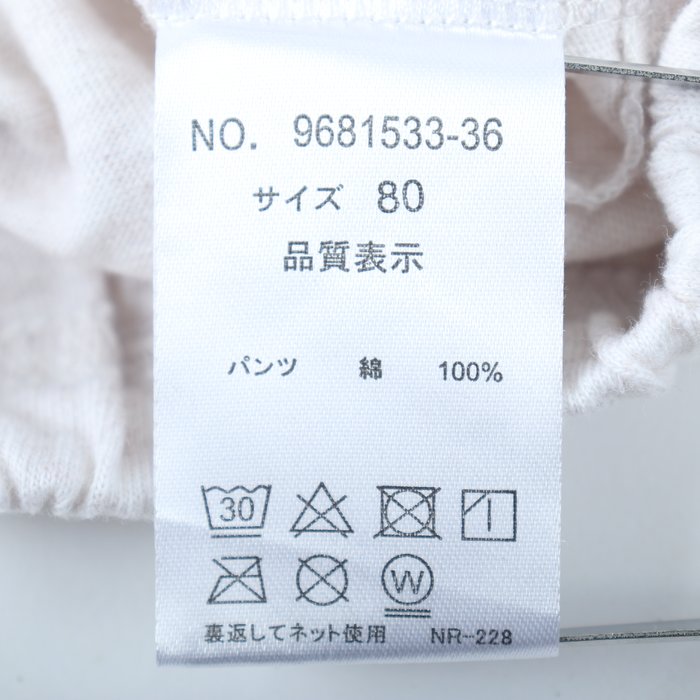 NO. 9681533-36
サイズ 80
品質表示
パンツ 綿 100%
30
W
裏返してネット使用 NR-228